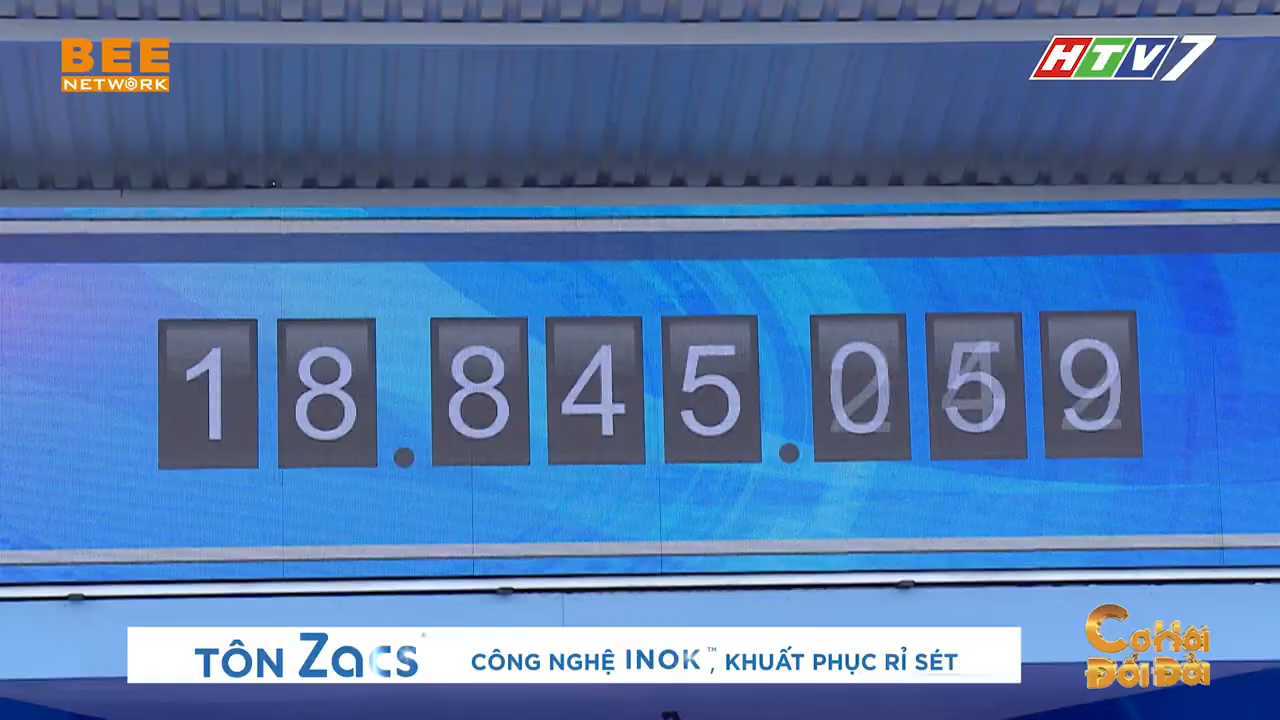 BEE
NETWORK
HTV7
18.845.059
TÔN Zacs
CÔNG NGHỆ INOK™, KHUẤT PHỤC RỈ SÉT
Cơ Hội
Đổi Đời